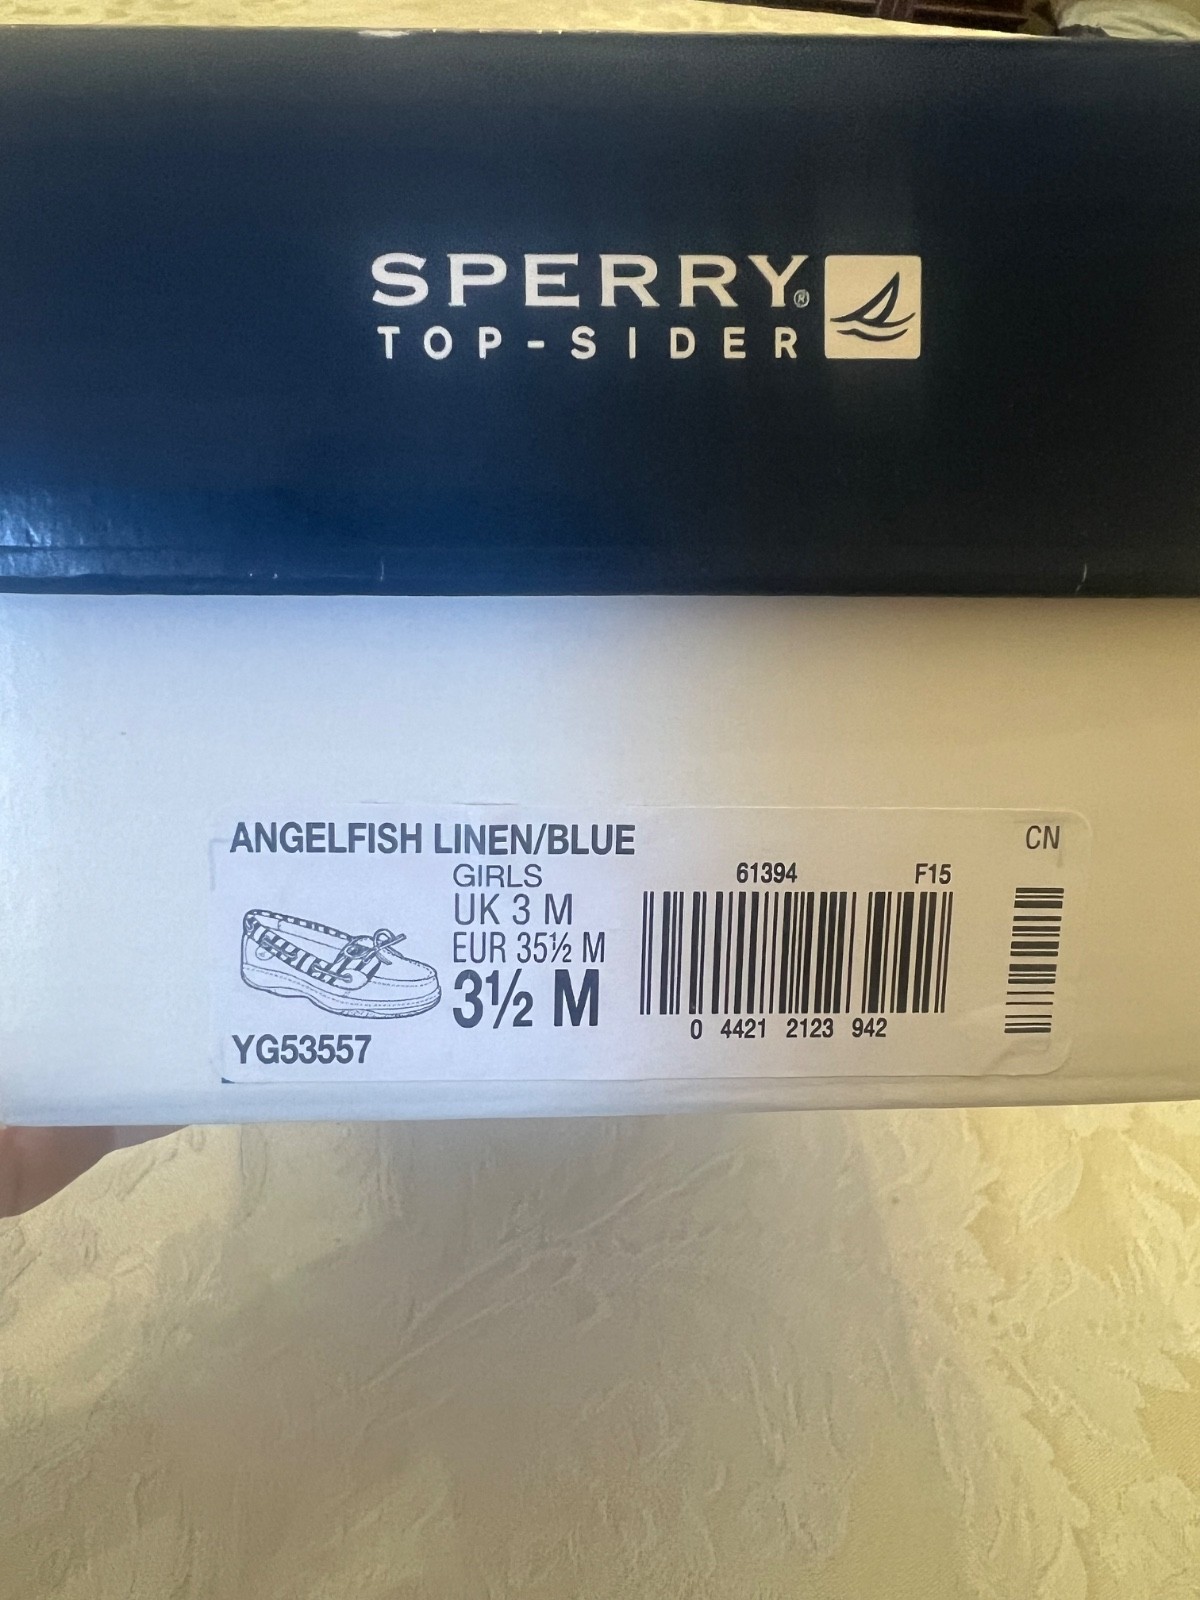 SPERRY®
TOP-SIDER
ANGELFISH LINEN/BLUE
CN
GIRLS
61394
F15
UK 3 M
EUR 35½ M
3½ M
0 4421 2123 942
YG53557